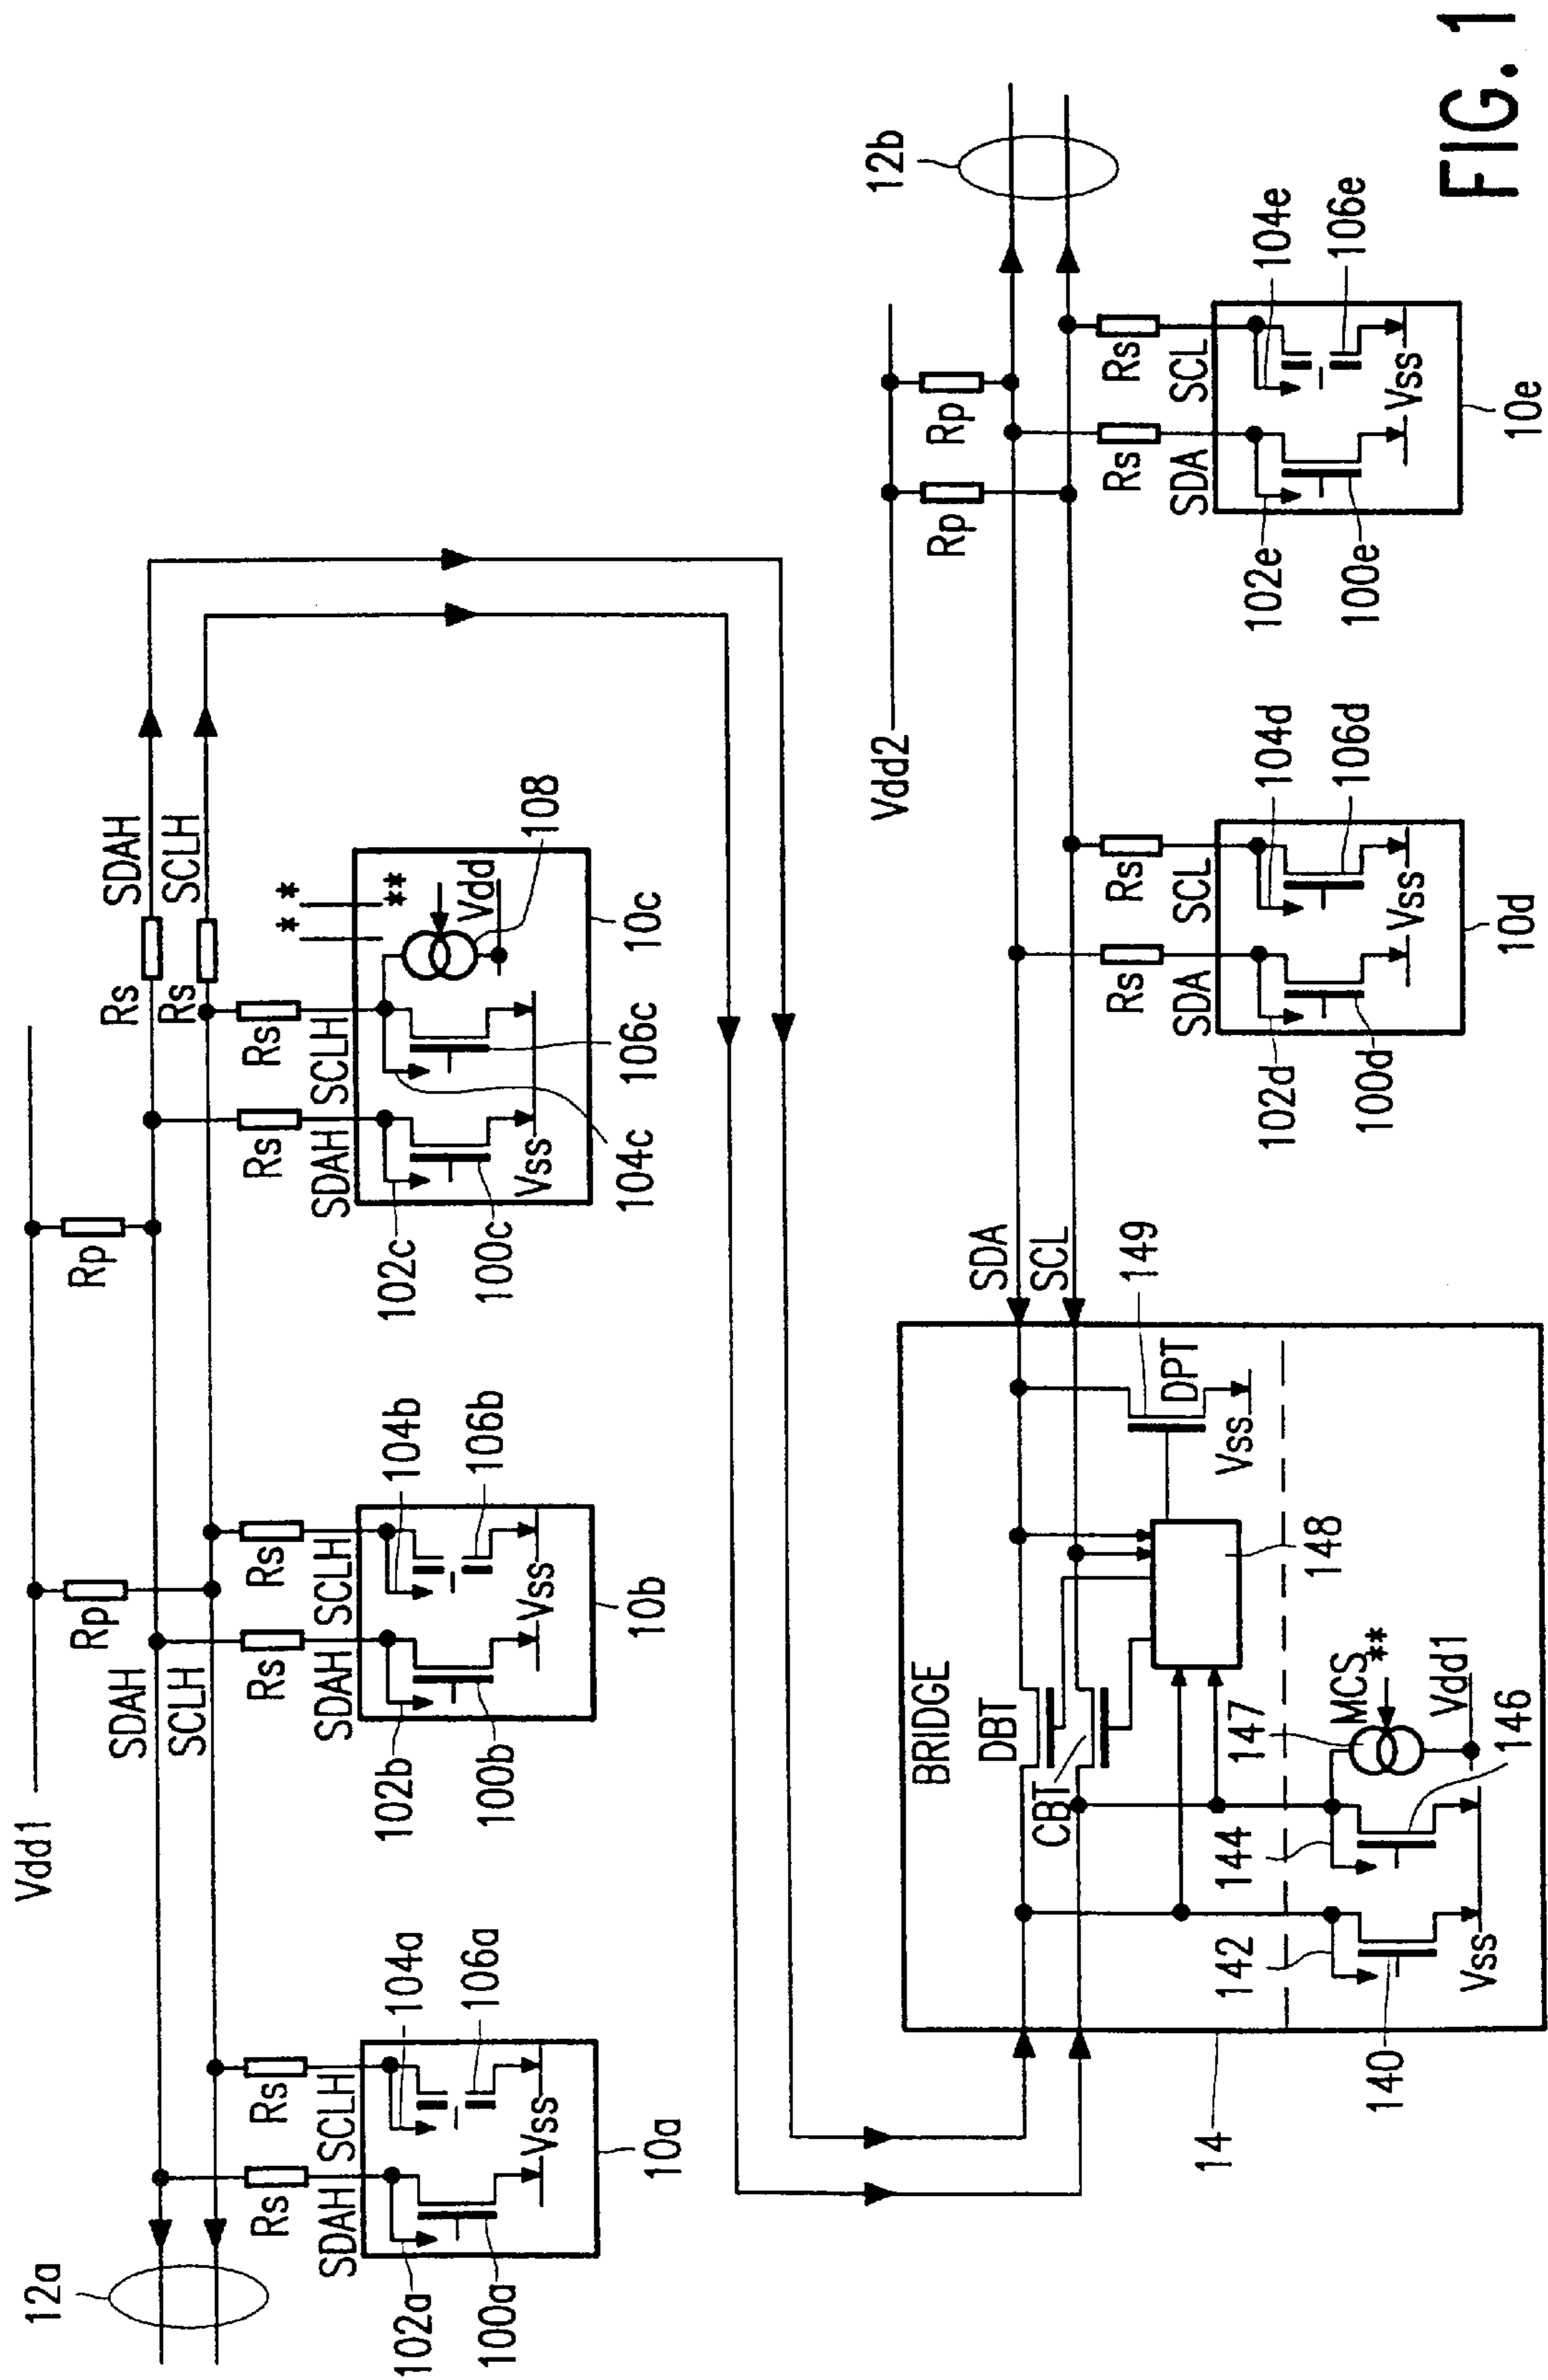 12a
Vdd1
SDAH
SCLH
Rp
Rp
Rs
Rs
SDAH
SCLH
Rs
Rs
SDAH
SCLH
102a
100a
104a
106a
Vss
10a
Rs
Rs
SDAH
SCLH
102b
100b
104b
106b
Vss
10b
Rs
Rs
SDAH
SCLH
102c
100c
104c
106c
Vss
* *
**
Vdd
108
10c
BRIDGE
DBT
CBT
SDA
SCL
149
DPT
Vss
148
142
144
147
MCS
**
Vdd1
146
140
Vss
14
Vdd2
Rp
Rp
12b
Rs
Rs
SDA
SCL
102d
100d
104d
106d
Vss
10d
Rs
Rs
SDA
SCL
102e
100e
104e
106e
Vss
10e
FIG. 1